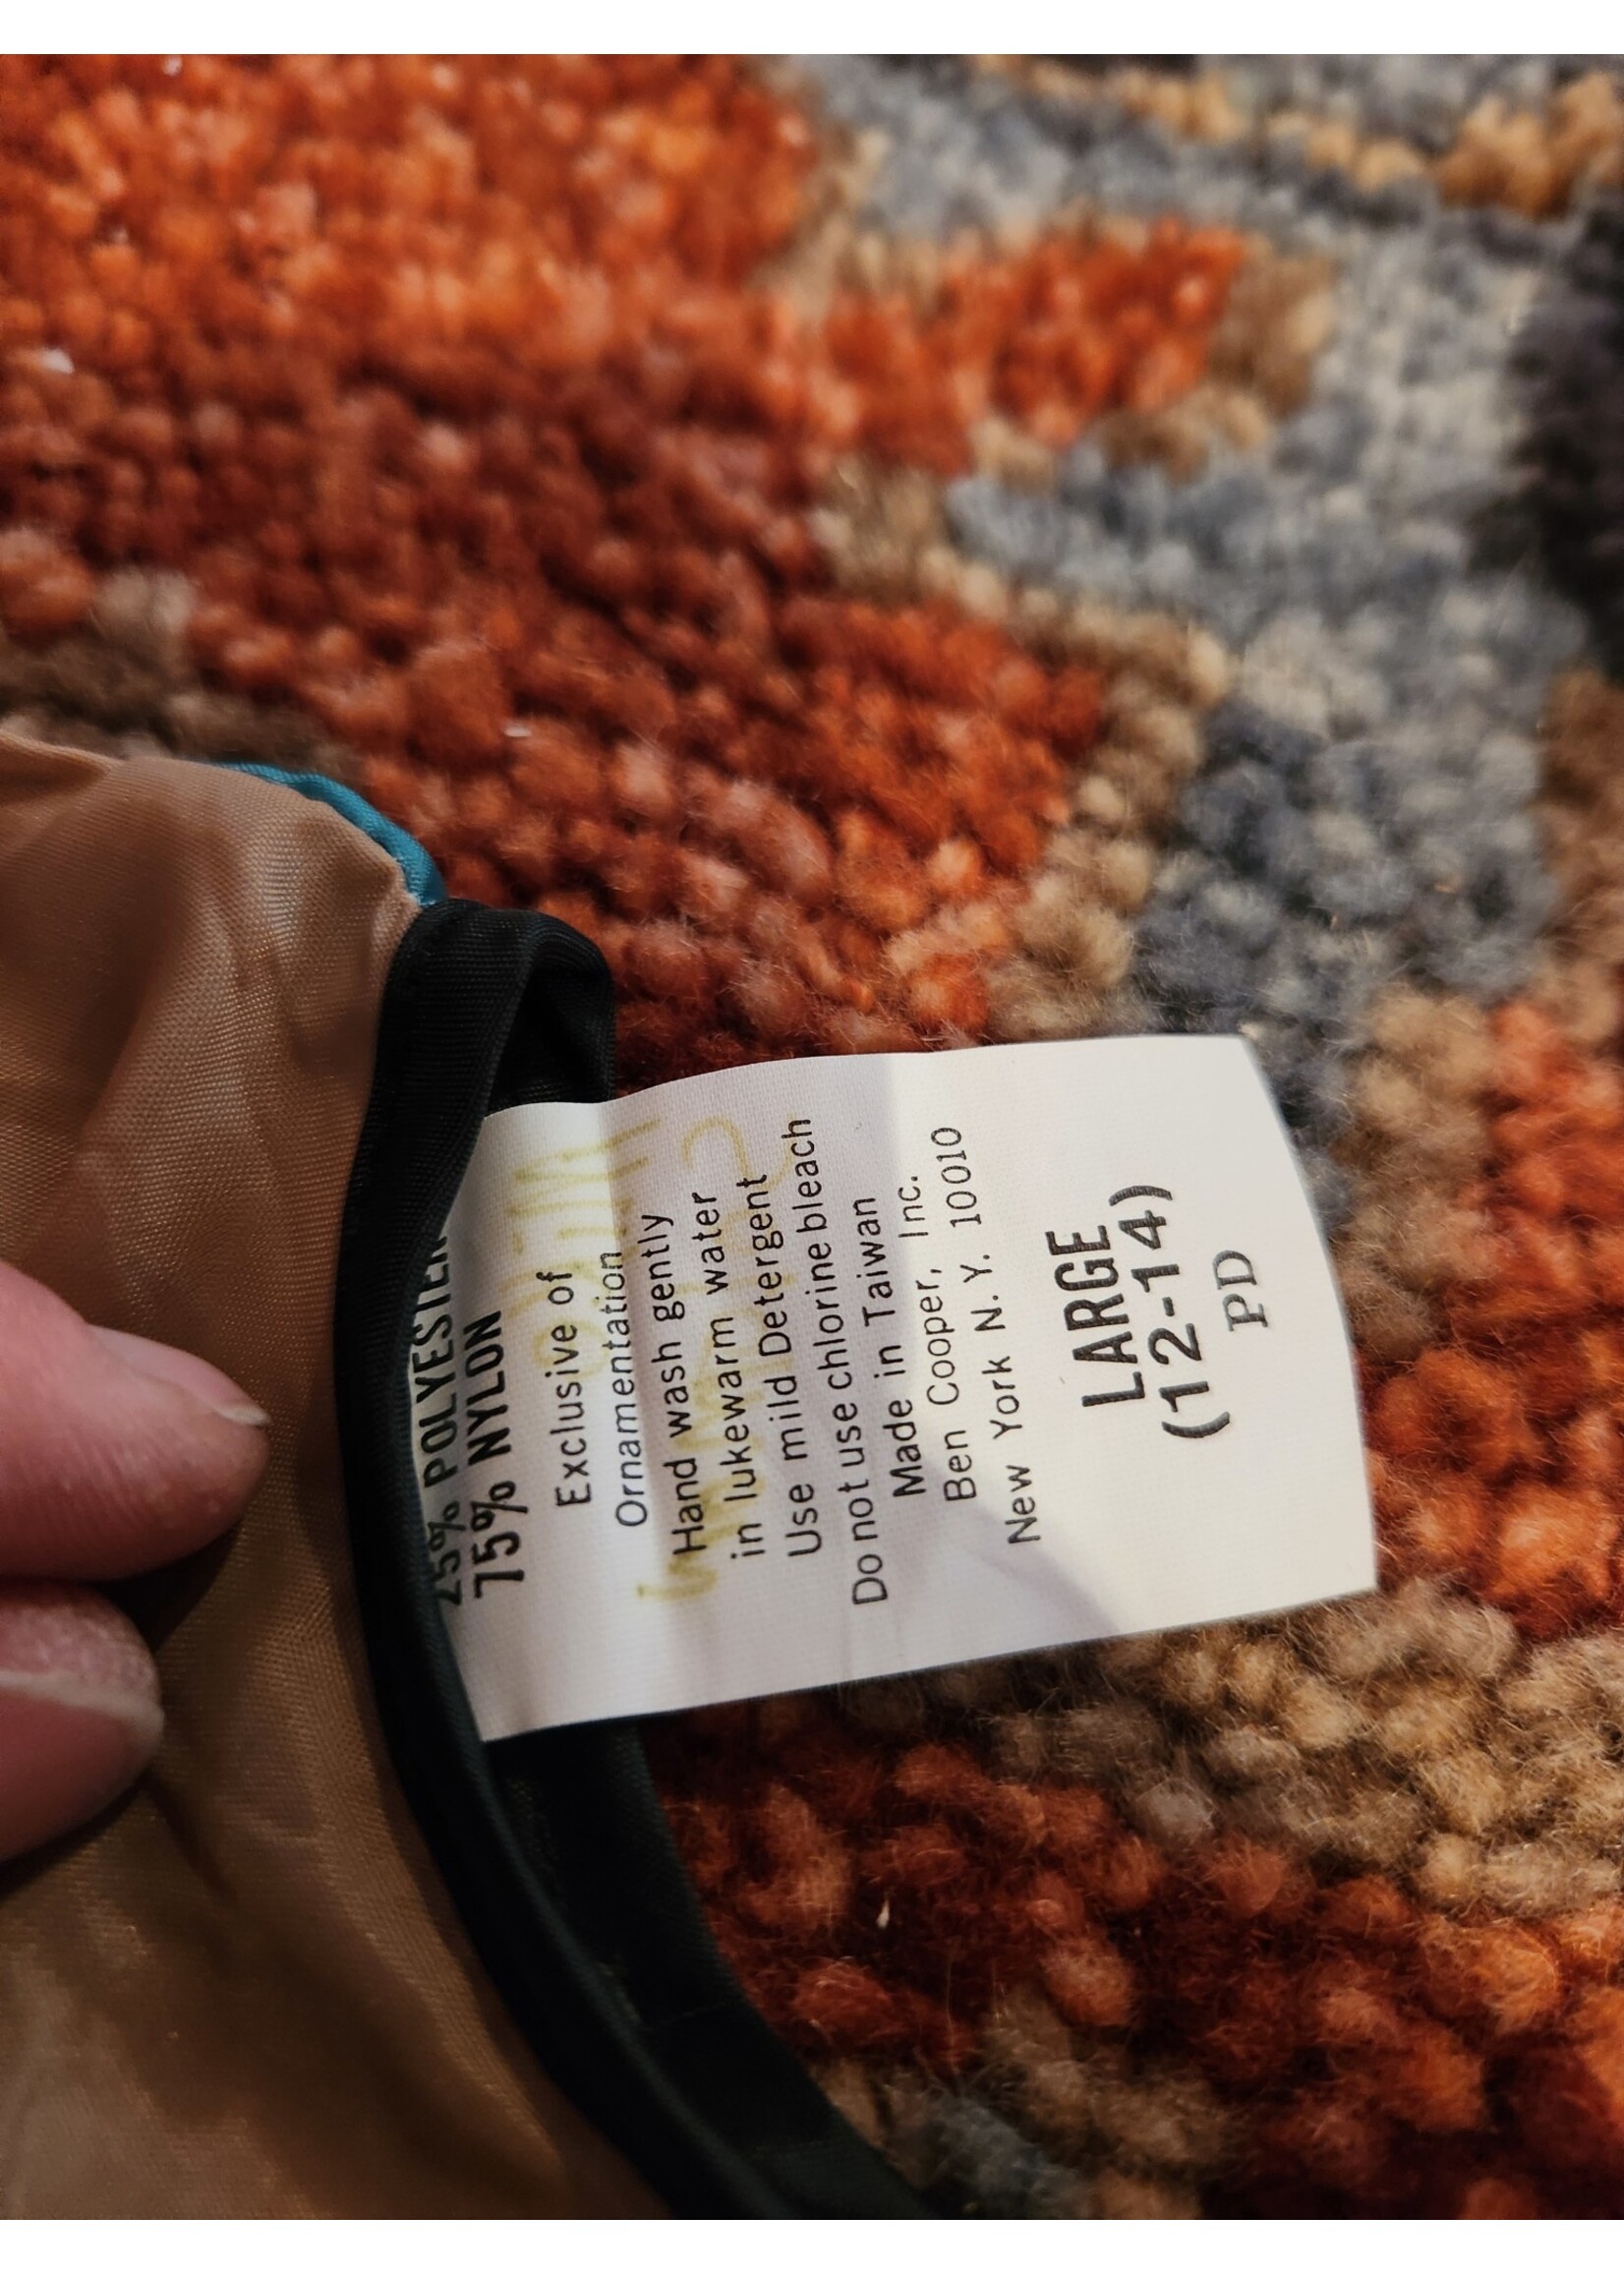 25% POLYESTER
75% NYLON
Exclusive of
Ornamentation
Hand wash gently
in lukewarm water
Use mild Detergent
Do not use chlorine bleach
Made in Taiwan
Ben Cooper, Inc.
New York N.Y. 10010
LARGE
(12-14)
PD